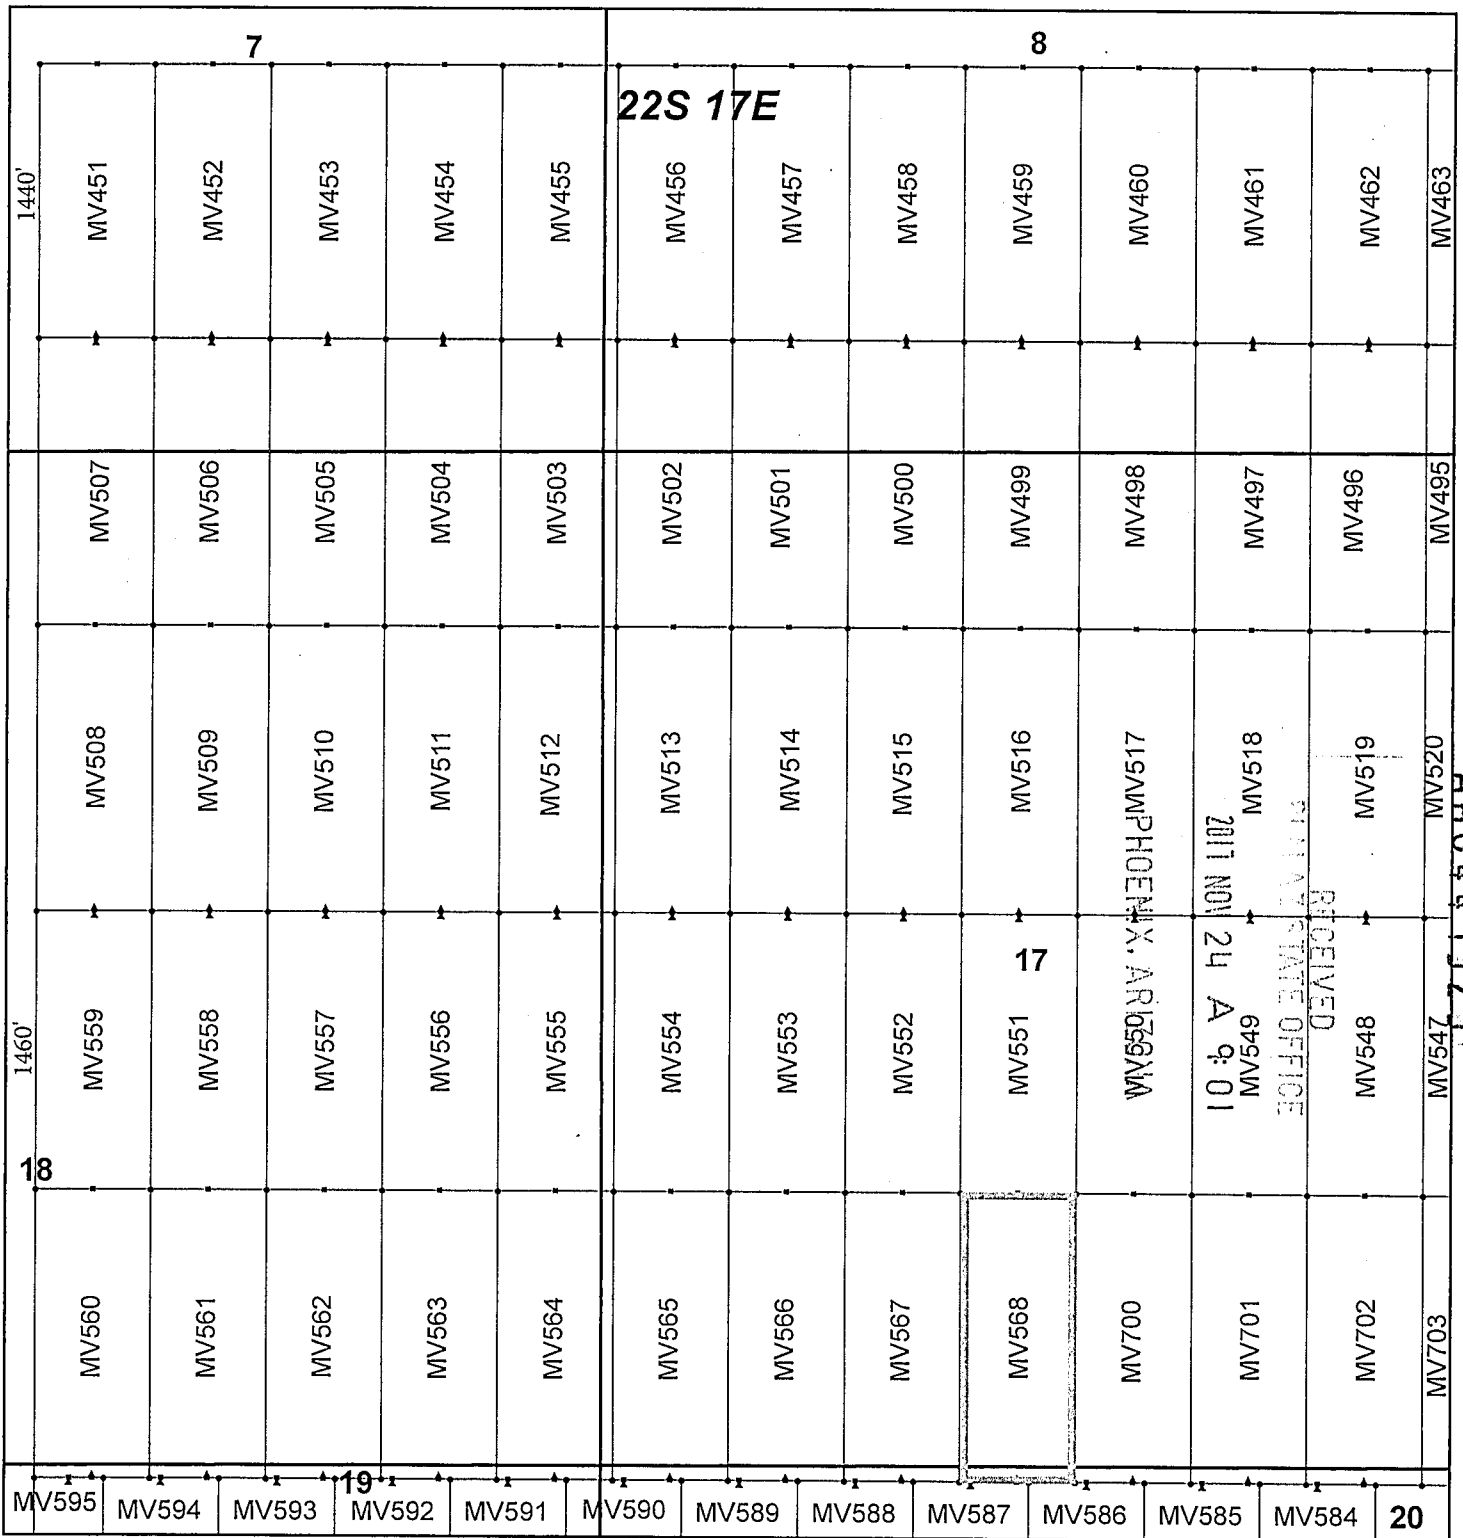 7 8
22S 17E
1440'
MV451 MV452 MV453 MV454 MV455 MV456 MV457 MV458 MV459 MV460 MV461 MV462 MV463
MV507 MV506 MV505 MV504 MV503 MV502 MV501 MV500 MV499 MV498 MV497 MV496 MV495
MV508 MV509 MV510 MV511 MV512 MV513 MV514 MV515 MV516 MV517 MV518 MV519 MV520
RECEIVED
STATE OFFICE
NOV 24 A 9:01
PHOENIX, ARIZONA
17
1460'
MV559 MV558 MV557 MV556 MV555 MV554 MV553 MV552 MV551 MV550 MV549 MV548 MV547
18
MV560 MV561 MV562 MV563 MV564 MV565 MV566 MV567 MV568 MV700 MV701 MV702 MV703
19
MV595 MV594 MV593 MV592 MV591 MV590 MV589 MV588 MV587 MV586 MV585 MV584 20